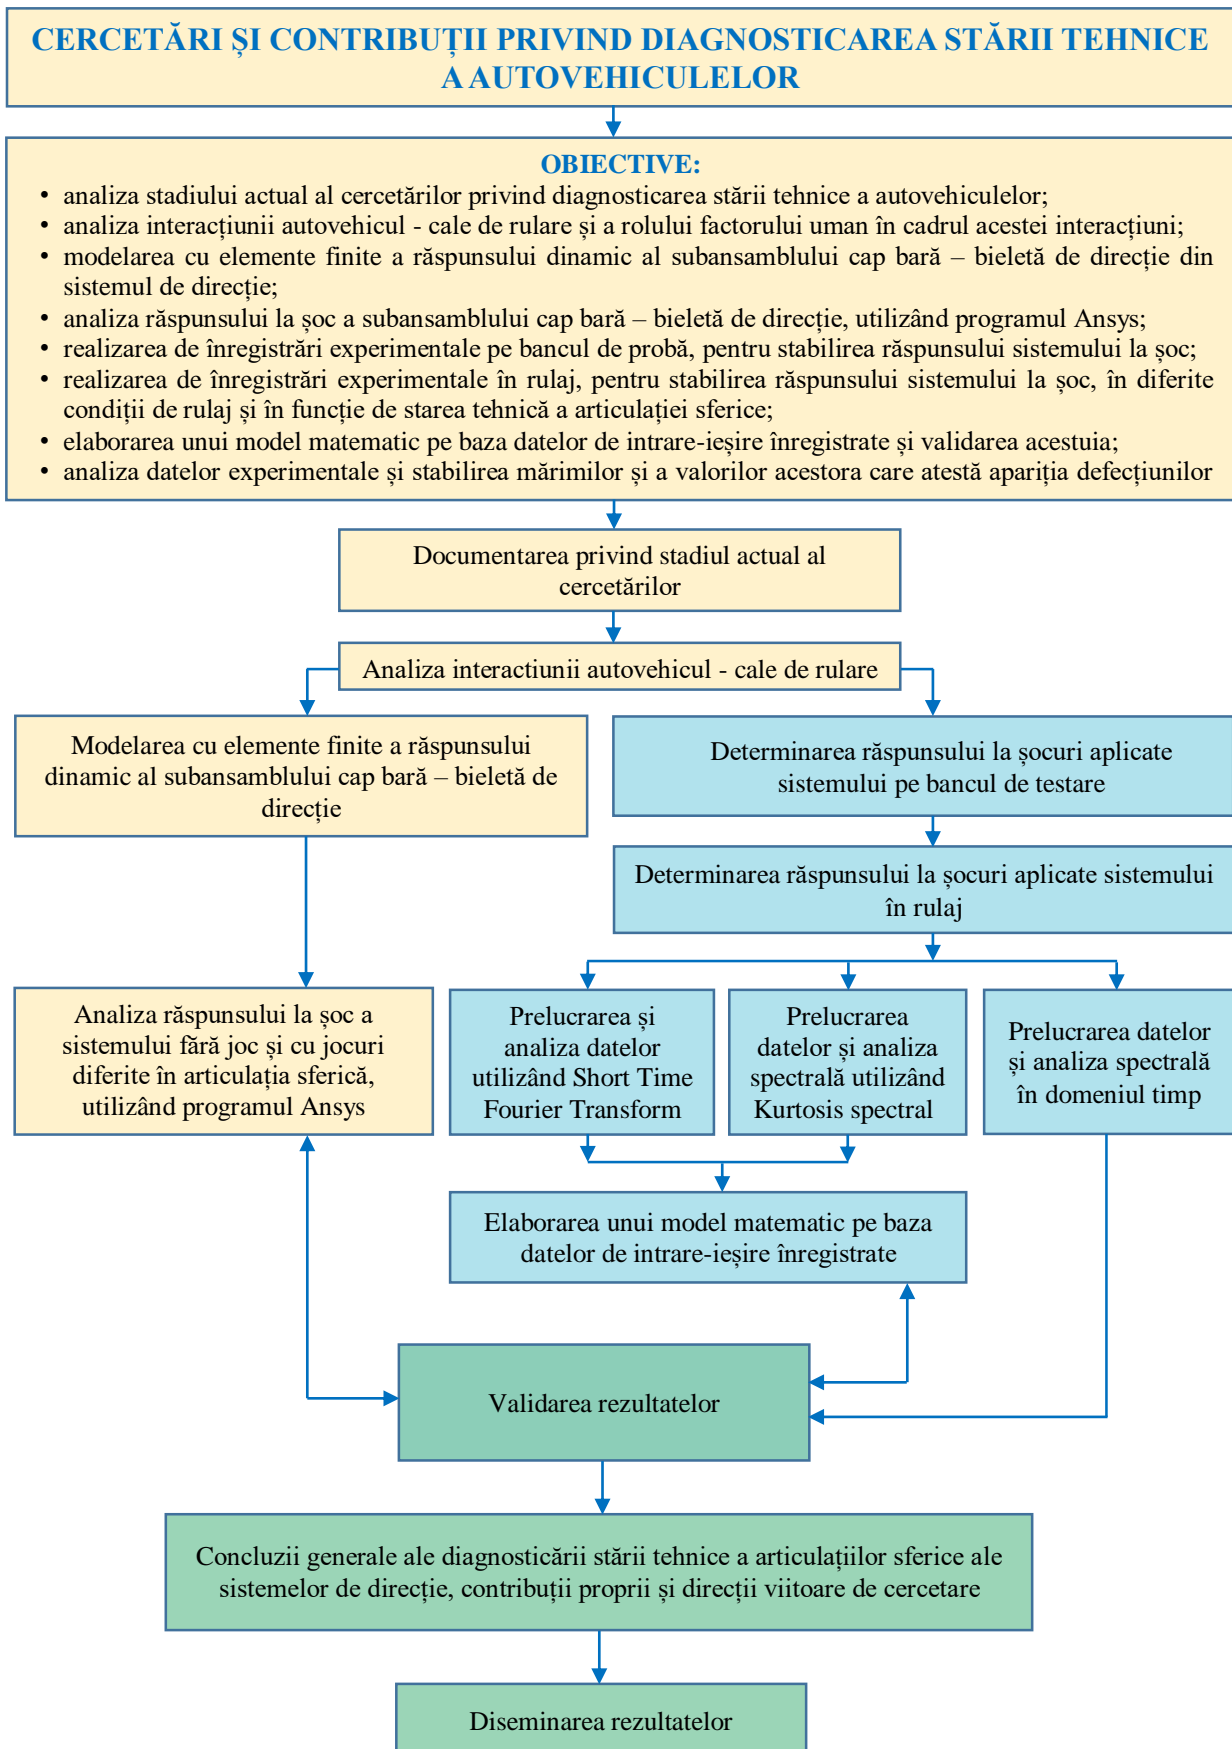 CERCETĂRI ȘI CONTRIBUȚII PRIVIND DIAGNOSTICAREA STĂRII TEHNICE
A AUTOVEHICULELOR
OBIECTIVE:
• analiza stadiului actual al cercetărilor privind diagnosticarea stării tehnice a autovehiculelor;
• analiza interacțiunii autovehicul - cale de rulare și a rolului factorului uman în cadrul acestei interacțiuni;
• modelarea cu elemente finite a răspunsului dinamic al subansamblului cap bară – bieletă de direcție din
sistemul de direcție;
• analiza răspunsului la șoc a subansamblului cap bară – bieletă de direcție, utilizând programul Ansys;
• realizarea de înregistrări experimentale pe bancul de probă, pentru stabilirea răspunsului sistemului la șoc;
• realizarea de înregistrări experimentale în rulaj, pentru stabilirea răspunsului sistemului la șoc, în diferite
condiții de rulaj și în funcție de starea tehnică a articulației sferice;
• elaborarea unui model matematic pe baza datelor de intrare-ieșire înregistrate și validarea acestuia;
• analiza datelor experimentale și stabilirea mărimilor și a valorilor acestora care atestă apariția defecțiunilor
Documentarea privind stadiul actual al
cercetărilor
Analiza interactiunii autovehicul - cale de rulare
Modelarea cu elemente finite a răspunsului
dinamic al subansamblului cap bară – bieletă de
direcție
Determinarea răspunsului la șocuri aplicate
sistemului pe bancul de testare
Determinarea răspunsului la șocuri aplicate sistemului
în rulaj
Analiza răspunsului la șoc a
sistemului fără joc și cu jocuri
diferite în articulația sferică,
utilizând programul Ansys
Prelucrarea și
analiza datelor
utilizând Short Time
Fourier Transform
Prelucrarea
datelor și analiza
spectrală utilizând
Kurtosis spectral
Prelucrarea datelor
și analiza spectrală
în domeniul timp
Elaborarea unui model matematic pe baza
datelor de intrare-ieșire înregistrate
Validarea rezultatelor
Concluzii generale ale diagnosticării stării tehnice a articulațiilor sferice ale
sistemelor de direcție, contribuții proprii și direcții viitoare de cercetare
Diseminarea rezultatelor